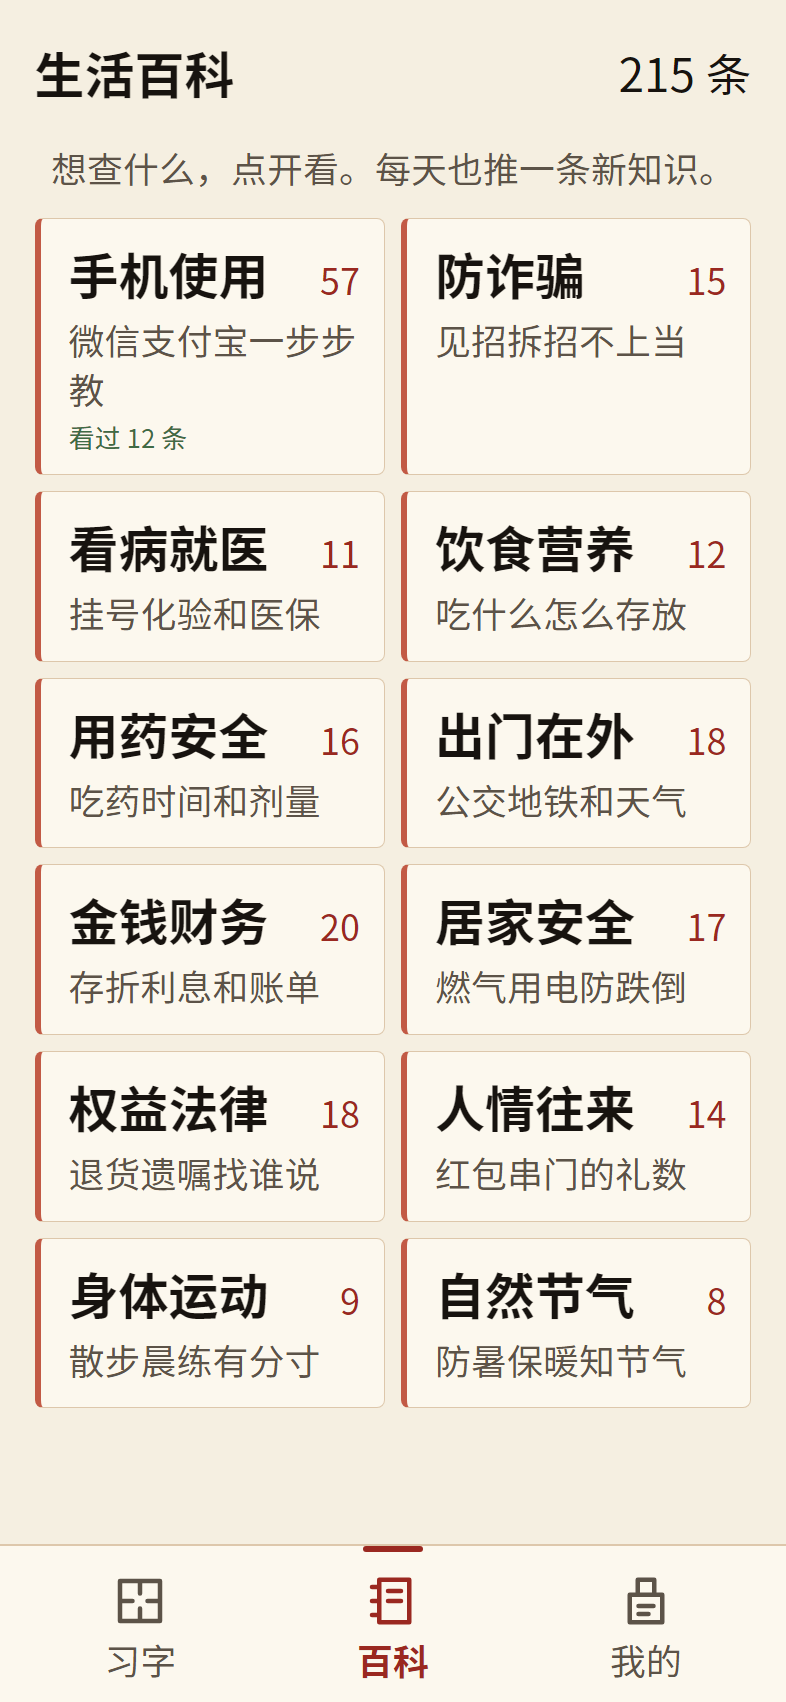 生活百科
215 条
想查什么，点开看。每天也推一条新知识。
手机使用 57
微信支付宝一步步
教
看过 12 条
防诈骗 15
见招拆招不上当
看病就医 11
挂号化验和医保
饮食营养 12
吃什么怎么存放
用药安全 16
吃药时间和剂量
出门在外 18
公交地铁和天气
金钱财务 20
存折利息和账单
居家安全 17
燃气用电防跌倒
权益法律 18
退货遗嘱找谁说
人情往来 14
红包串门的礼数
身体运动 9
散步晨练有分寸
自然节气 8
防暑保暖知节气
习字
百科
我的